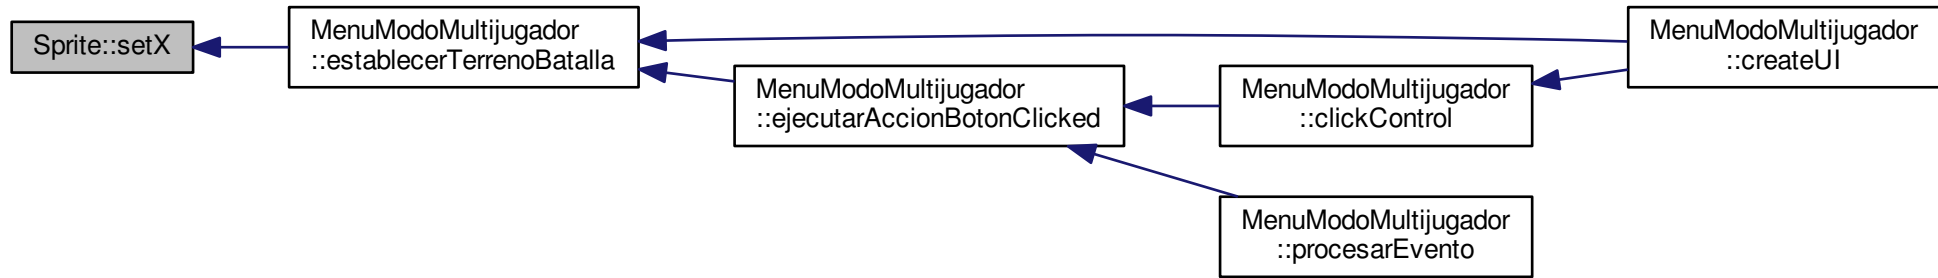 Sprite::setX
MenuModoMultijugador
::establecerTerrenoBatalla
MenuModoMultijugador
::ejecutarAccionBotonClicked
MenuModoMultijugador
::clickControl
MenuModoMultijugador
::createUI
MenuModoMultijugador
::procesarEvento